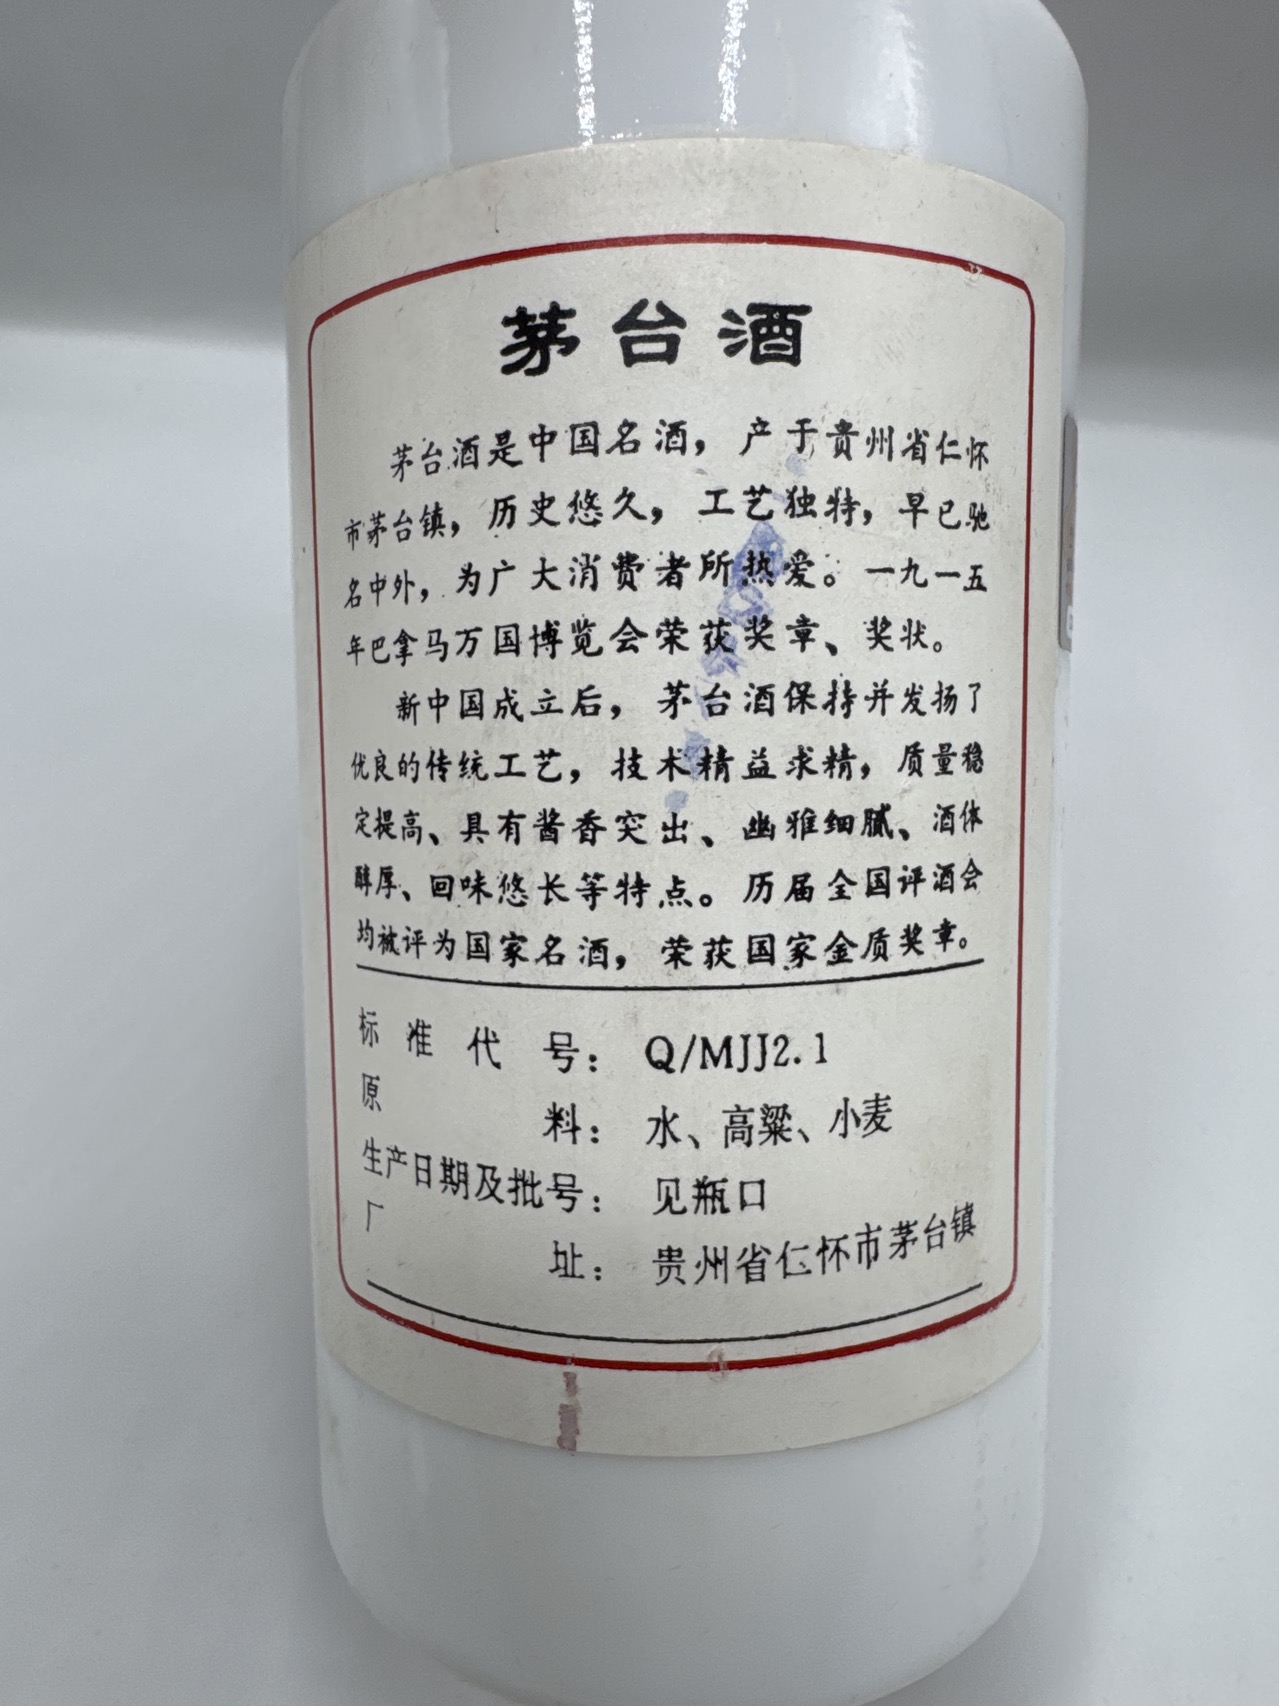 茅台酒
茅台酒是中国名酒，产于贵州省仁怀
市茅台镇，历史悠久，工艺独特，早已驰
名中外，为广大消费者所热爱。一九一五
年巴拿马万国博览会荣获奖章、奖状。
新中国成立后，茅台酒保持并发扬了
优良的传统工艺，技术精益求精，质量稳
定提高、具有酱香突出、幽雅细腻、酒体
醇厚、回味悠长等特点。历届全国评酒会
均被评为国家名酒，荣获国家金质奖章。
标准代号：Q/MJJ2.1
原料：水、高粱、小麦
生产日期及批号：见瓶口
厂址：贵州省仁怀市茅台镇